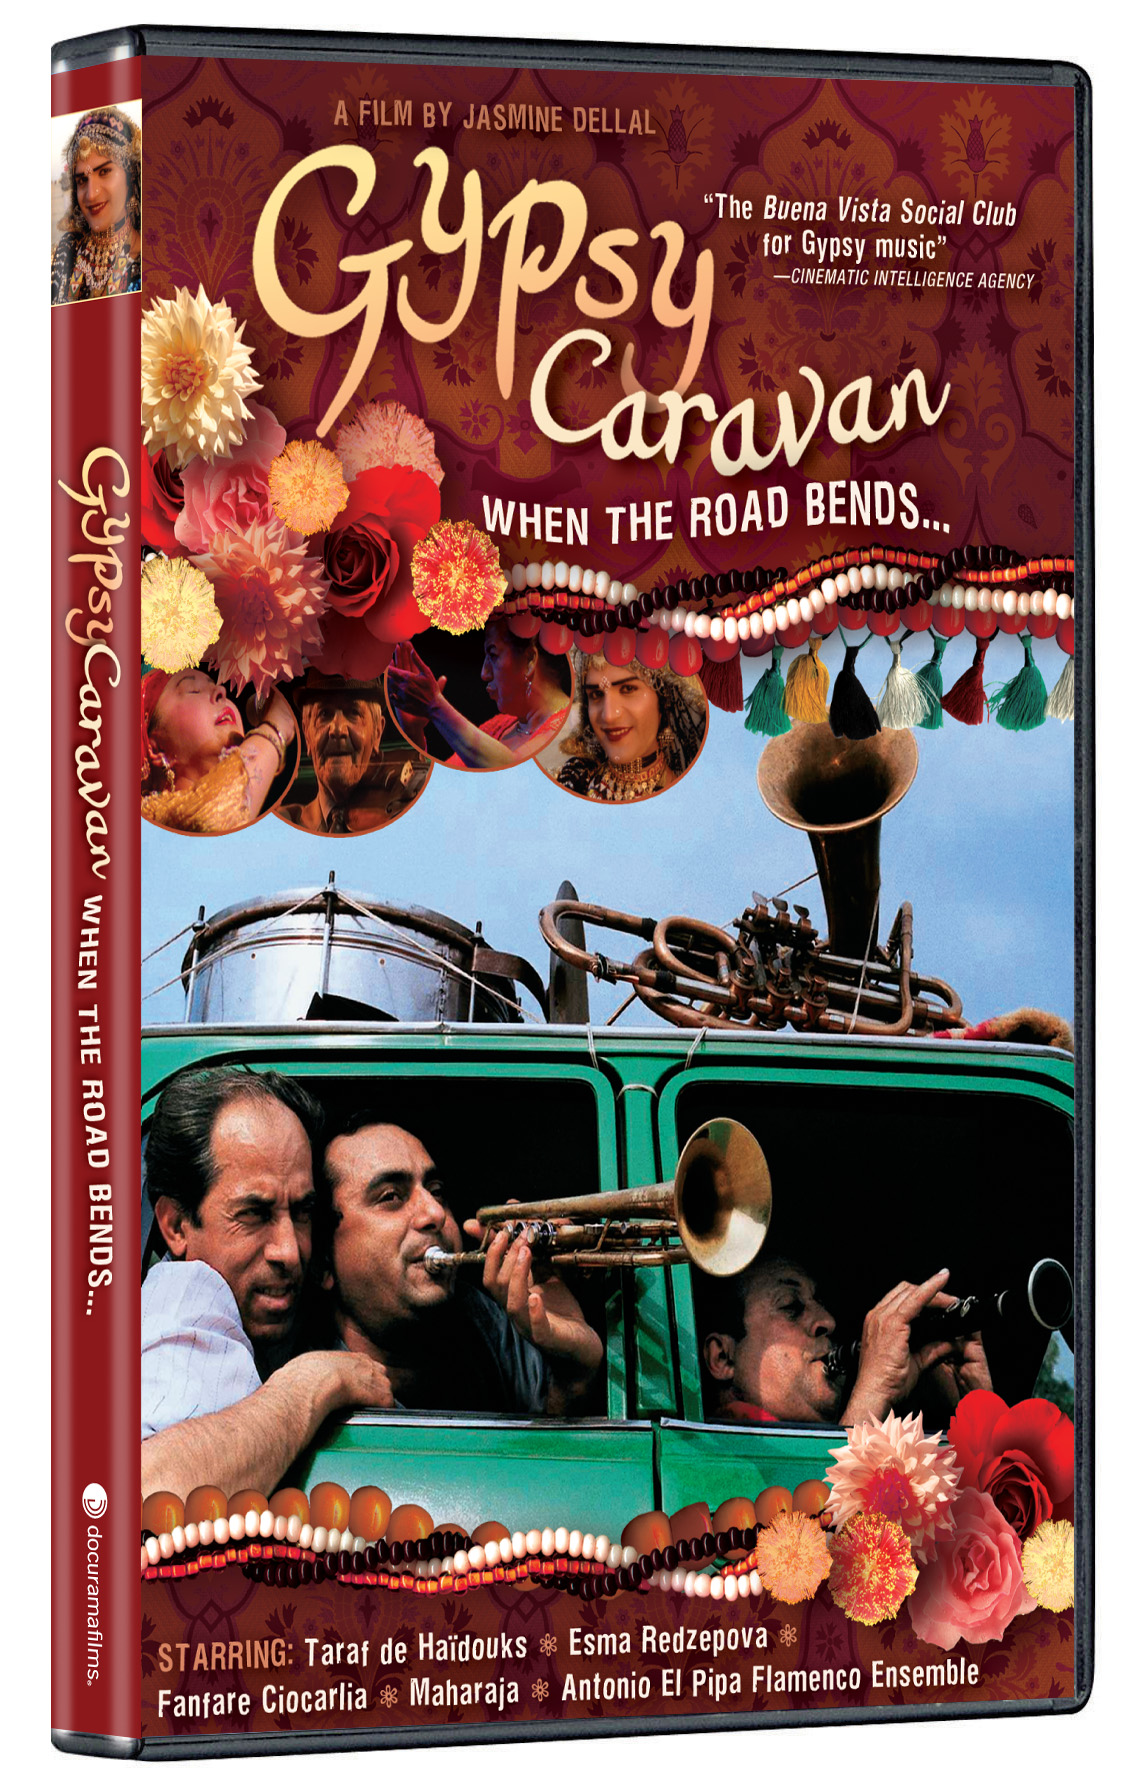 A FILM BY JASMINE DELLAL
Gypsy
Caravan
WHEN THE ROAD BENDS...
“The Buena Vista Social Club
for Gypsy music”
—CINEMATIC INTELLIGENCE AGENCY
STARRING: Taraf de Haïdouks ❊ Esma Redzepova ❊
Fanfare Ciocarlia ❊ Maharaja ❊ Antonio El Pipa Flamenco Ensemble
Gypsy Caravan WHEN THE ROAD BENDS...
docuramafilms®